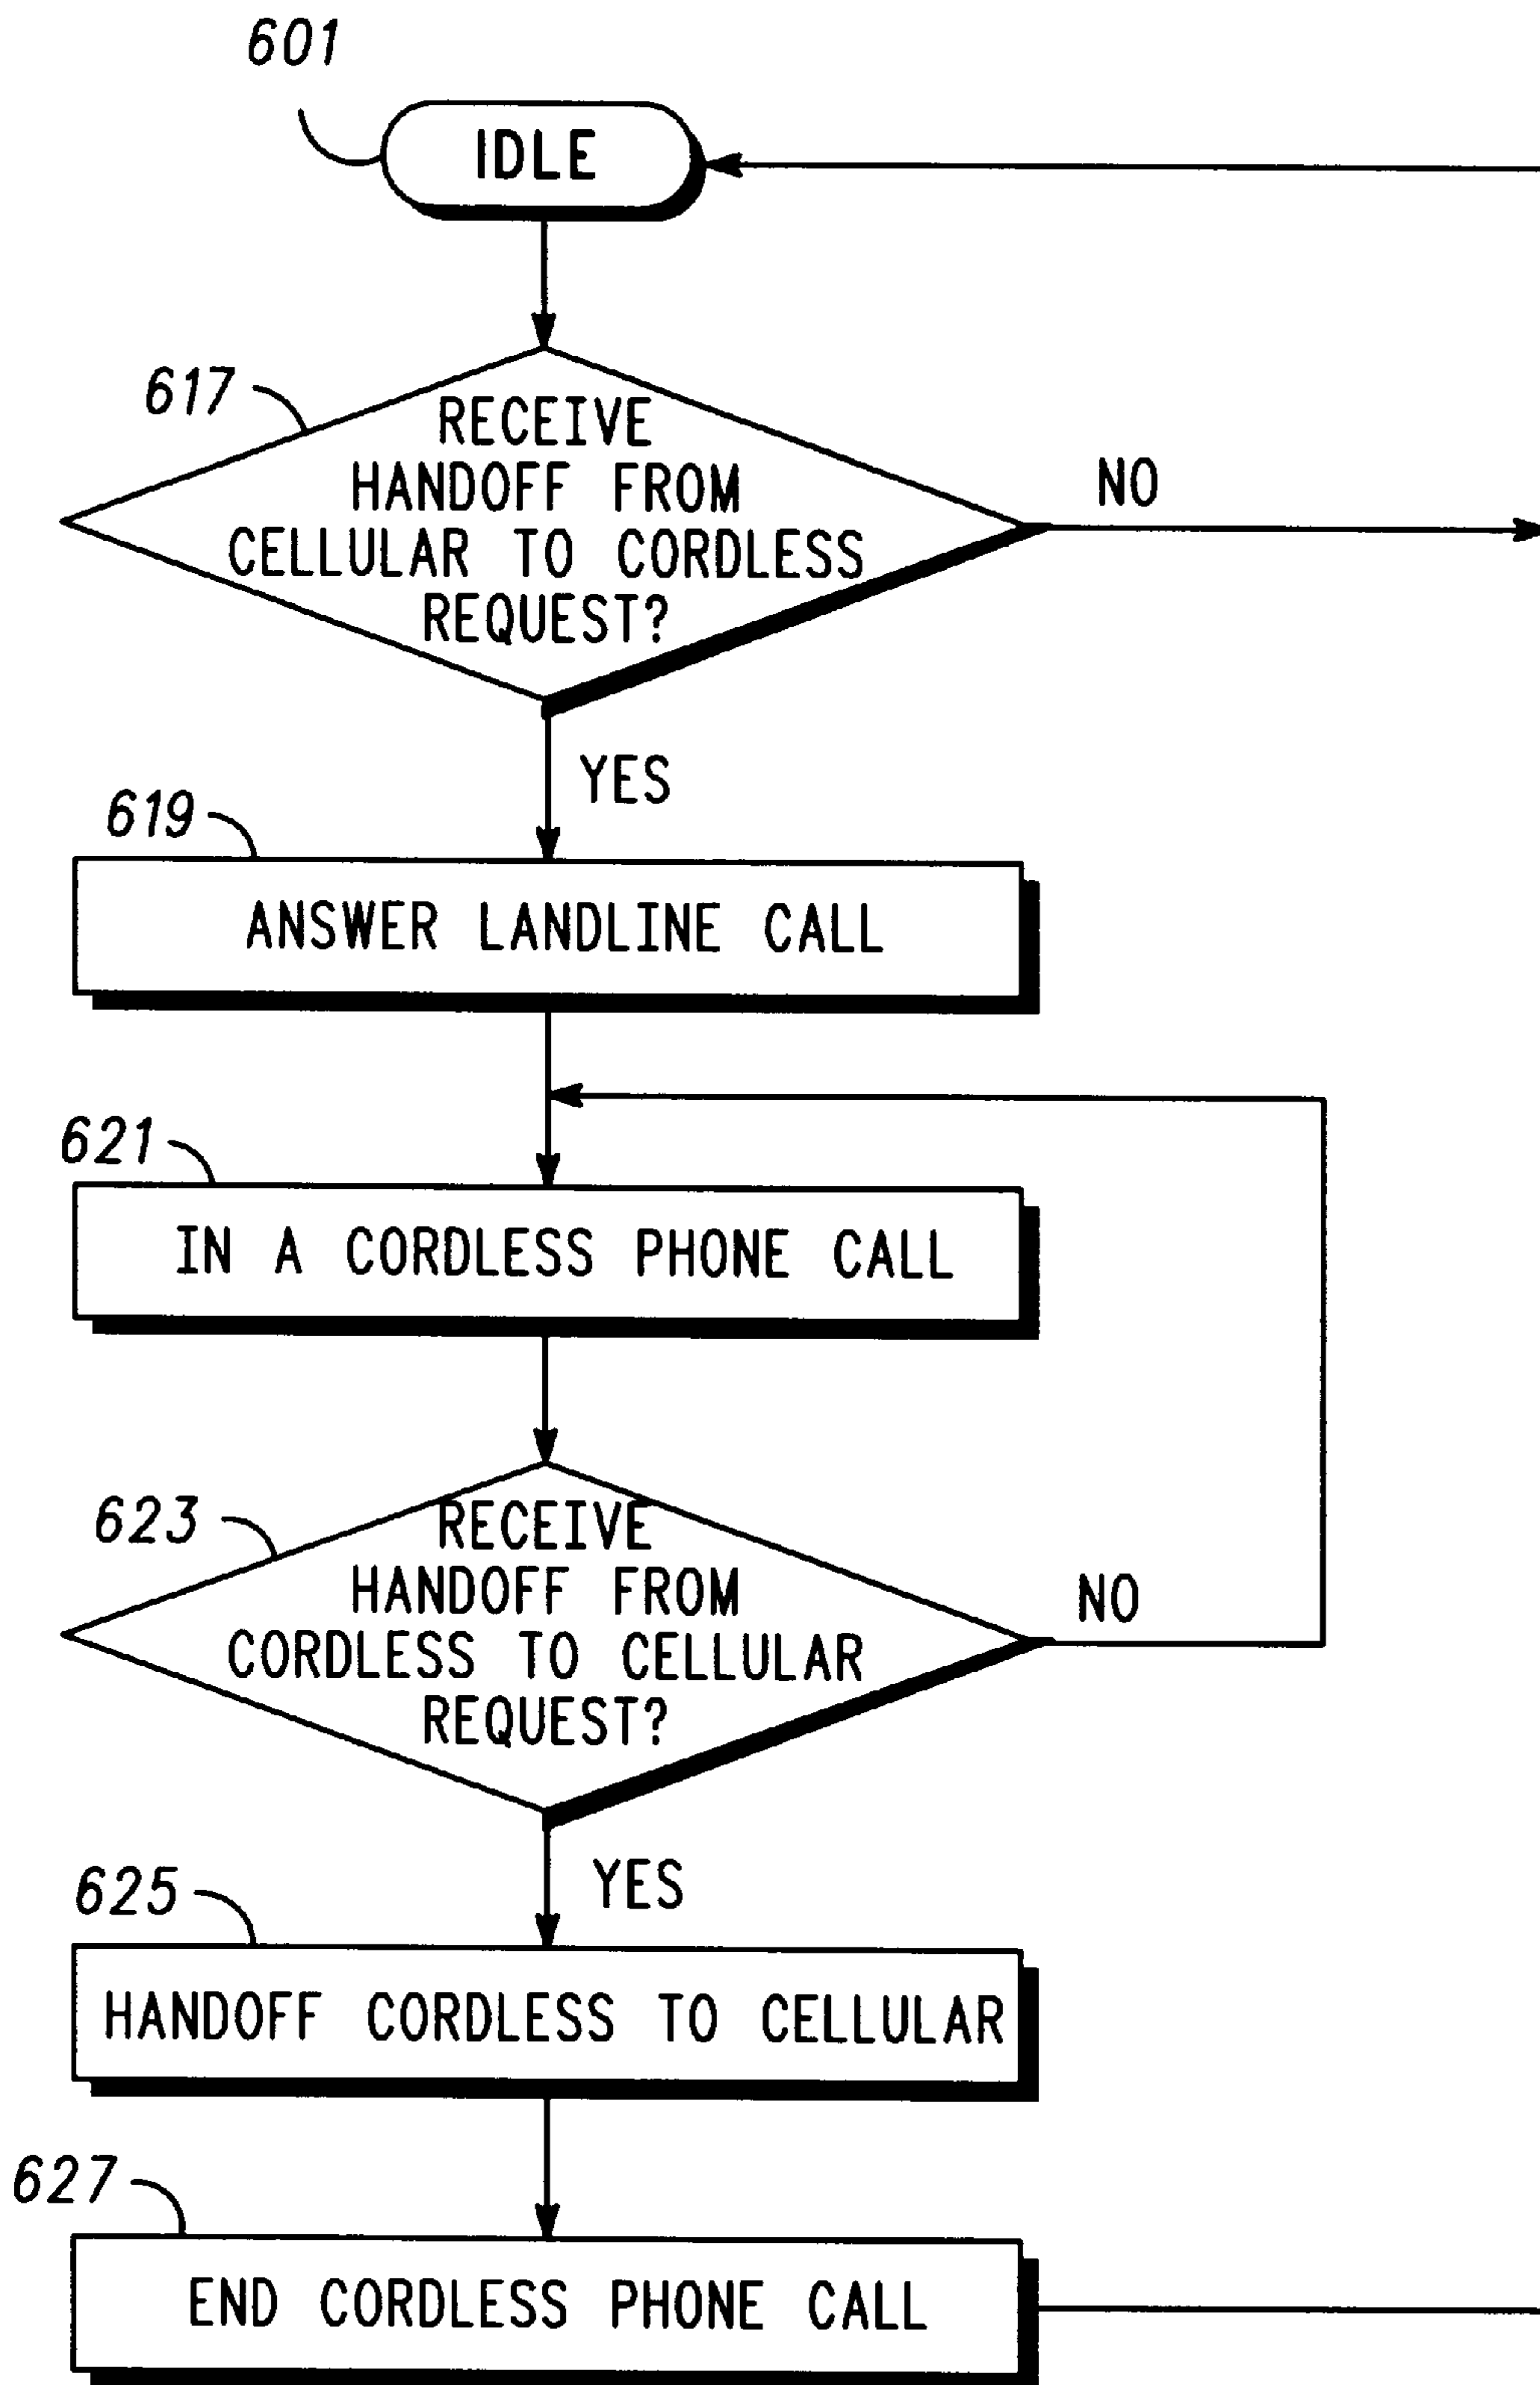 601
IDLE
617
RECEIVE
HANDOFF FROM
CELLULAR TO CORDLESS
REQUEST?
NO
YES
619
ANSWER LANDLINE CALL
621
IN A CORDLESS PHONE CALL
623
RECEIVE
HANDOFF FROM
CORDLESS TO CELLULAR
REQUEST?
NO
YES
625
HANDOFF CORDLESS TO CELLULAR
627
END CORDLESS PHONE CALL